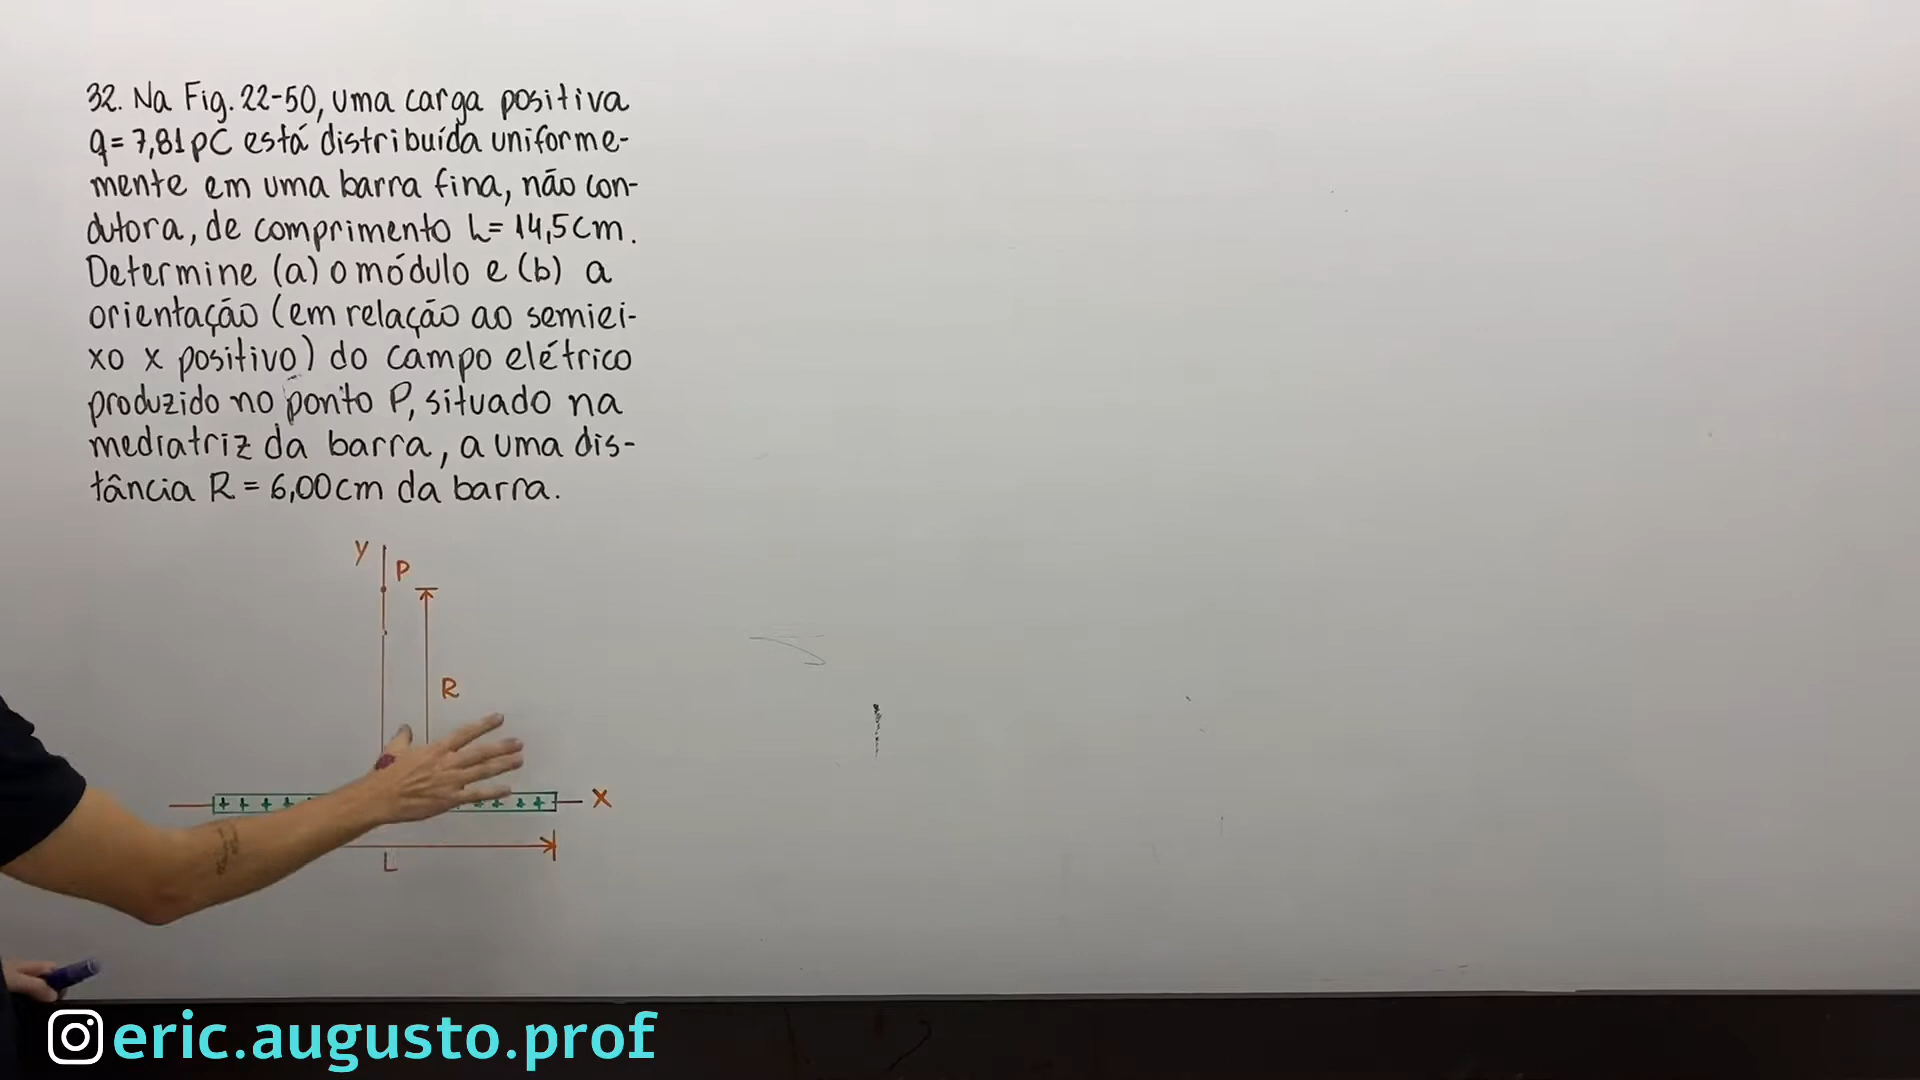 32. Na Fig. 22-50, uma carga positiva
q = 7,81 pC está distribuída uniforme-
mente em uma barra fina, não con-
dutora, de comprimento L = 14,5 cm.
Determine (a) o módulo e (b) a
orientação (em relação ao semiei-
xo x positivo) do campo elétrico
produzido no ponto P, situado na
mediatriz da barra, a uma dis-
tância R = 6,00 cm da barra.
y
P
R
+ + + + + + + +
x
L
eric.augusto.prof